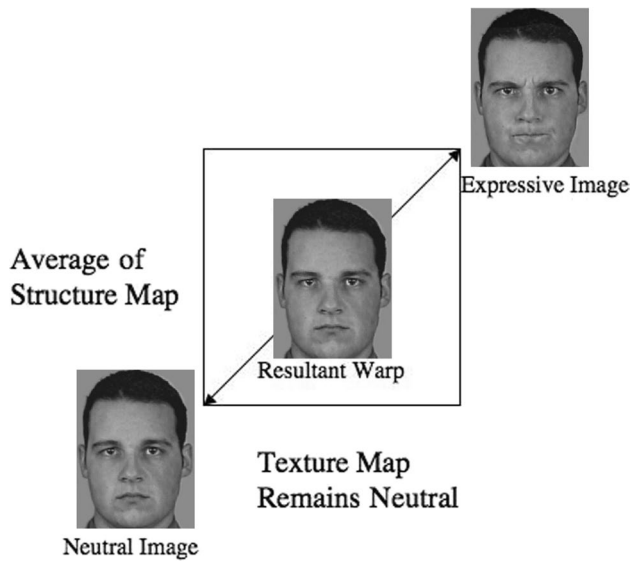 Expressive Image
Average of
Structure Map
Resultant Warp
Texture Map
Remains Neutral
Neutral Image